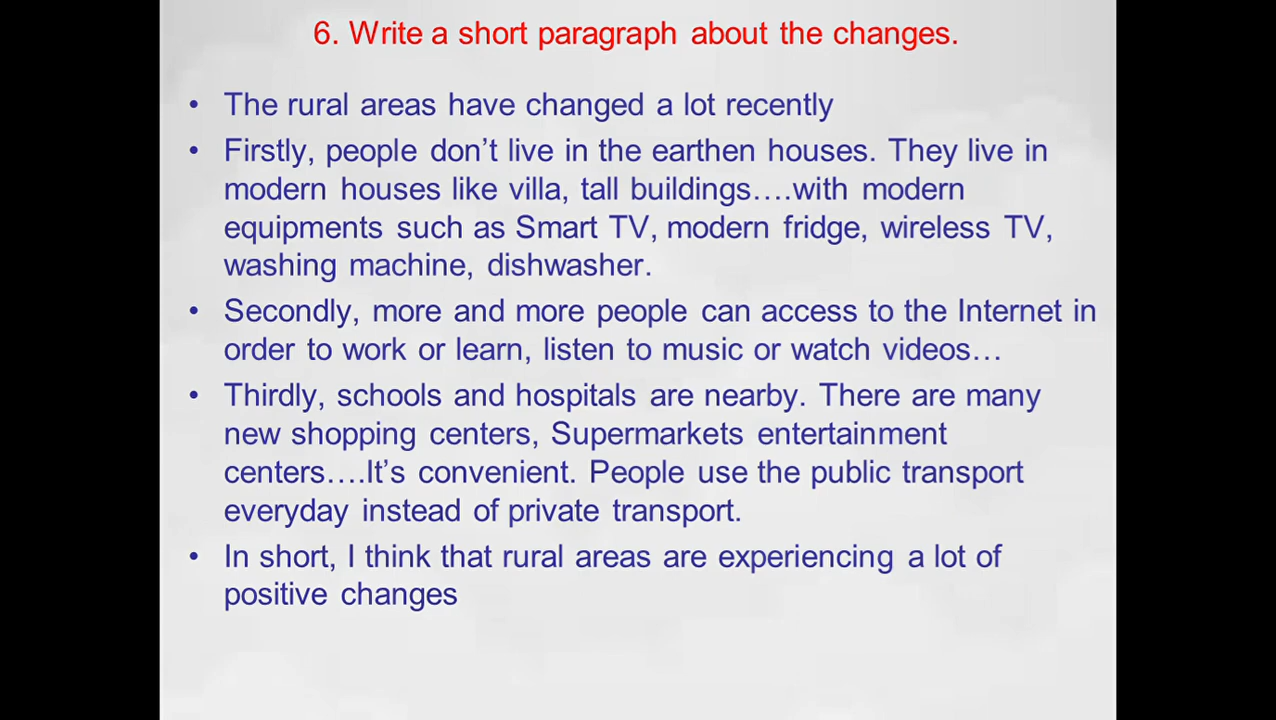 6. Write a short paragraph about the changes.
• The rural areas have changed a lot recently
• Firstly, people don’t live in the earthen houses. They live in
modern houses like villa, tall buildings….with modern
equipments such as Smart TV, modern fridge, wireless TV,
washing machine, dishwasher.
• Secondly, more and more people can access to the Internet in
order to work or learn, listen to music or watch videos…
• Thirdly, schools and hospitals are nearby. There are many
new shopping centers, Supermarkets entertainment
centers….It’s convenient. People use the public transport
everyday instead of private transport.
• In short, I think that rural areas are experiencing a lot of
positive changes